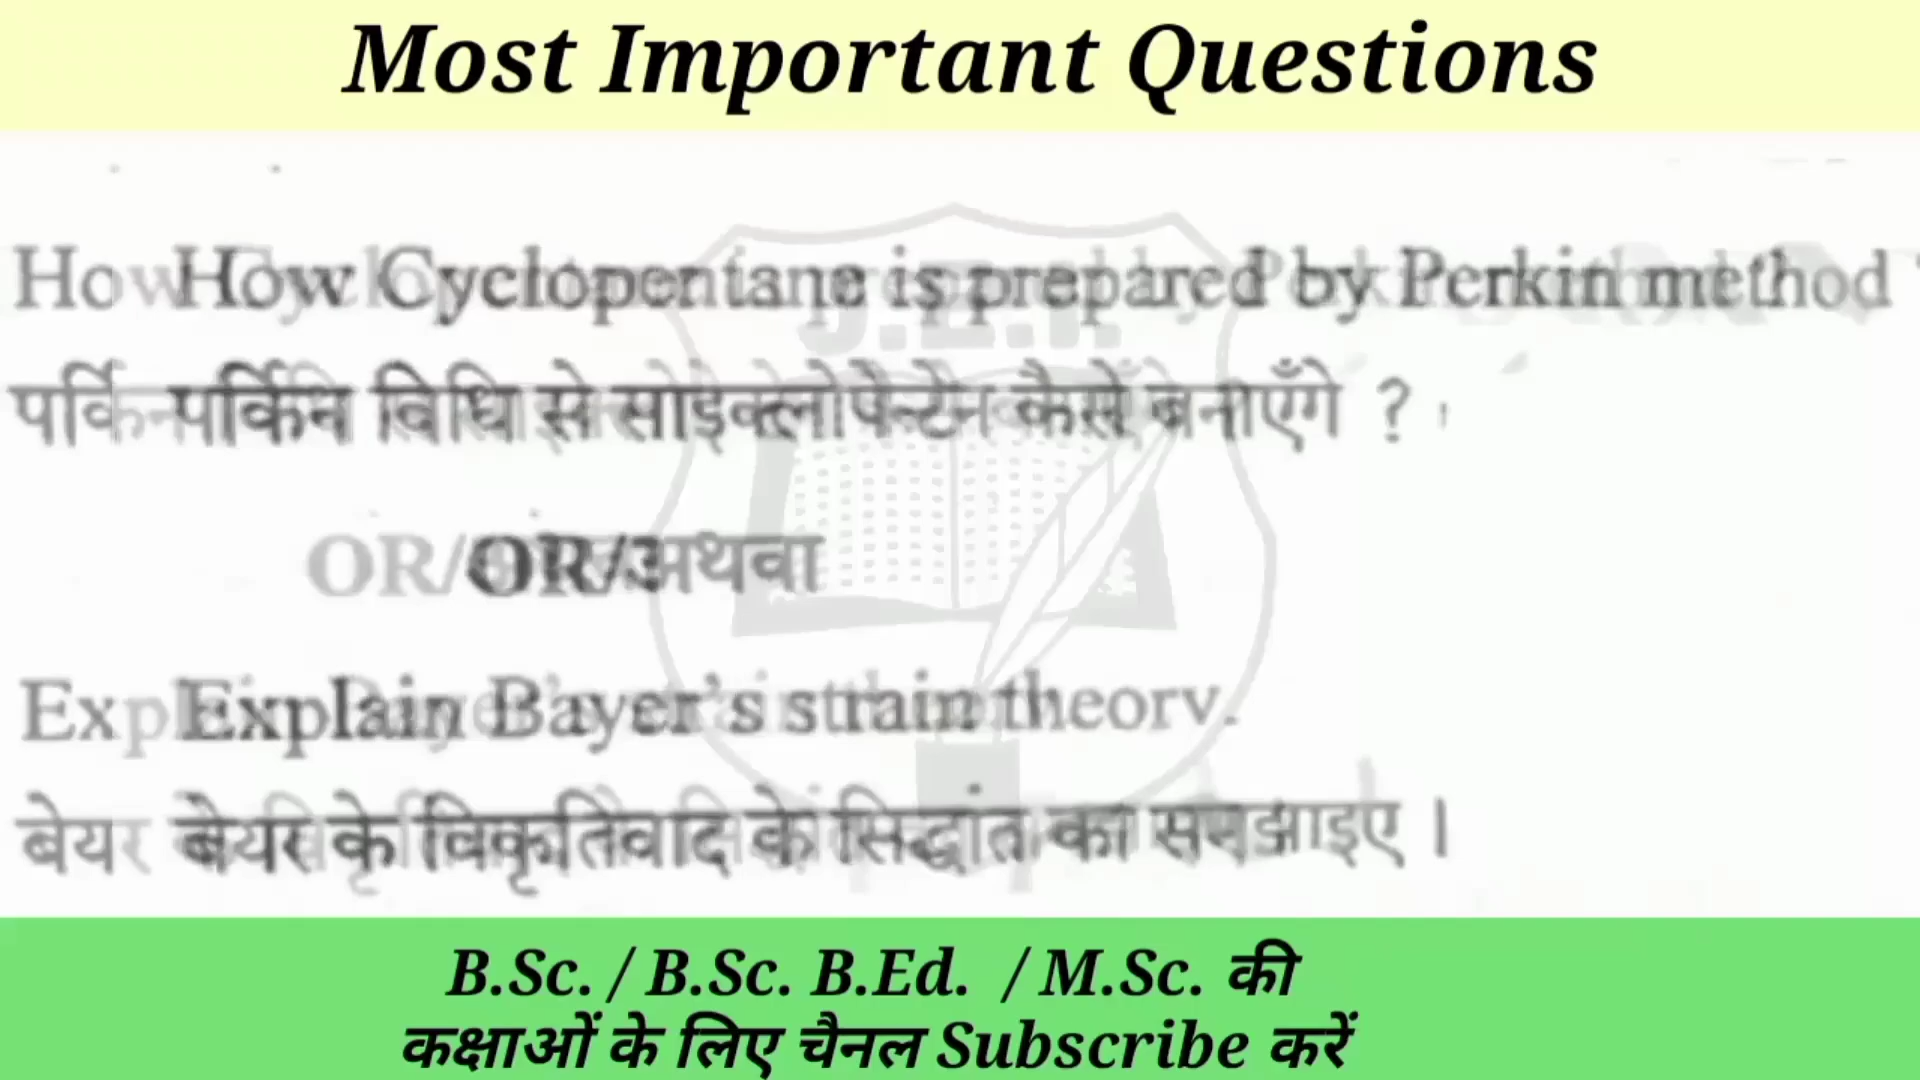 Most Important Questions
How Cyclopentane is prepared by Perkin method
पर्किन विधि से साइक्लोपेन्टेन कैसे बनाएँगे ?
OR/अथवा
Explain Bayer's strain theory.
बेयर के विकृतिवाद के सिद्धांत को समझाइए ।
J.E.I.
B.Sc. / B.Sc. B.Ed. / M.Sc. की
कक्षाओं के लिए चैनल Subscribe करें